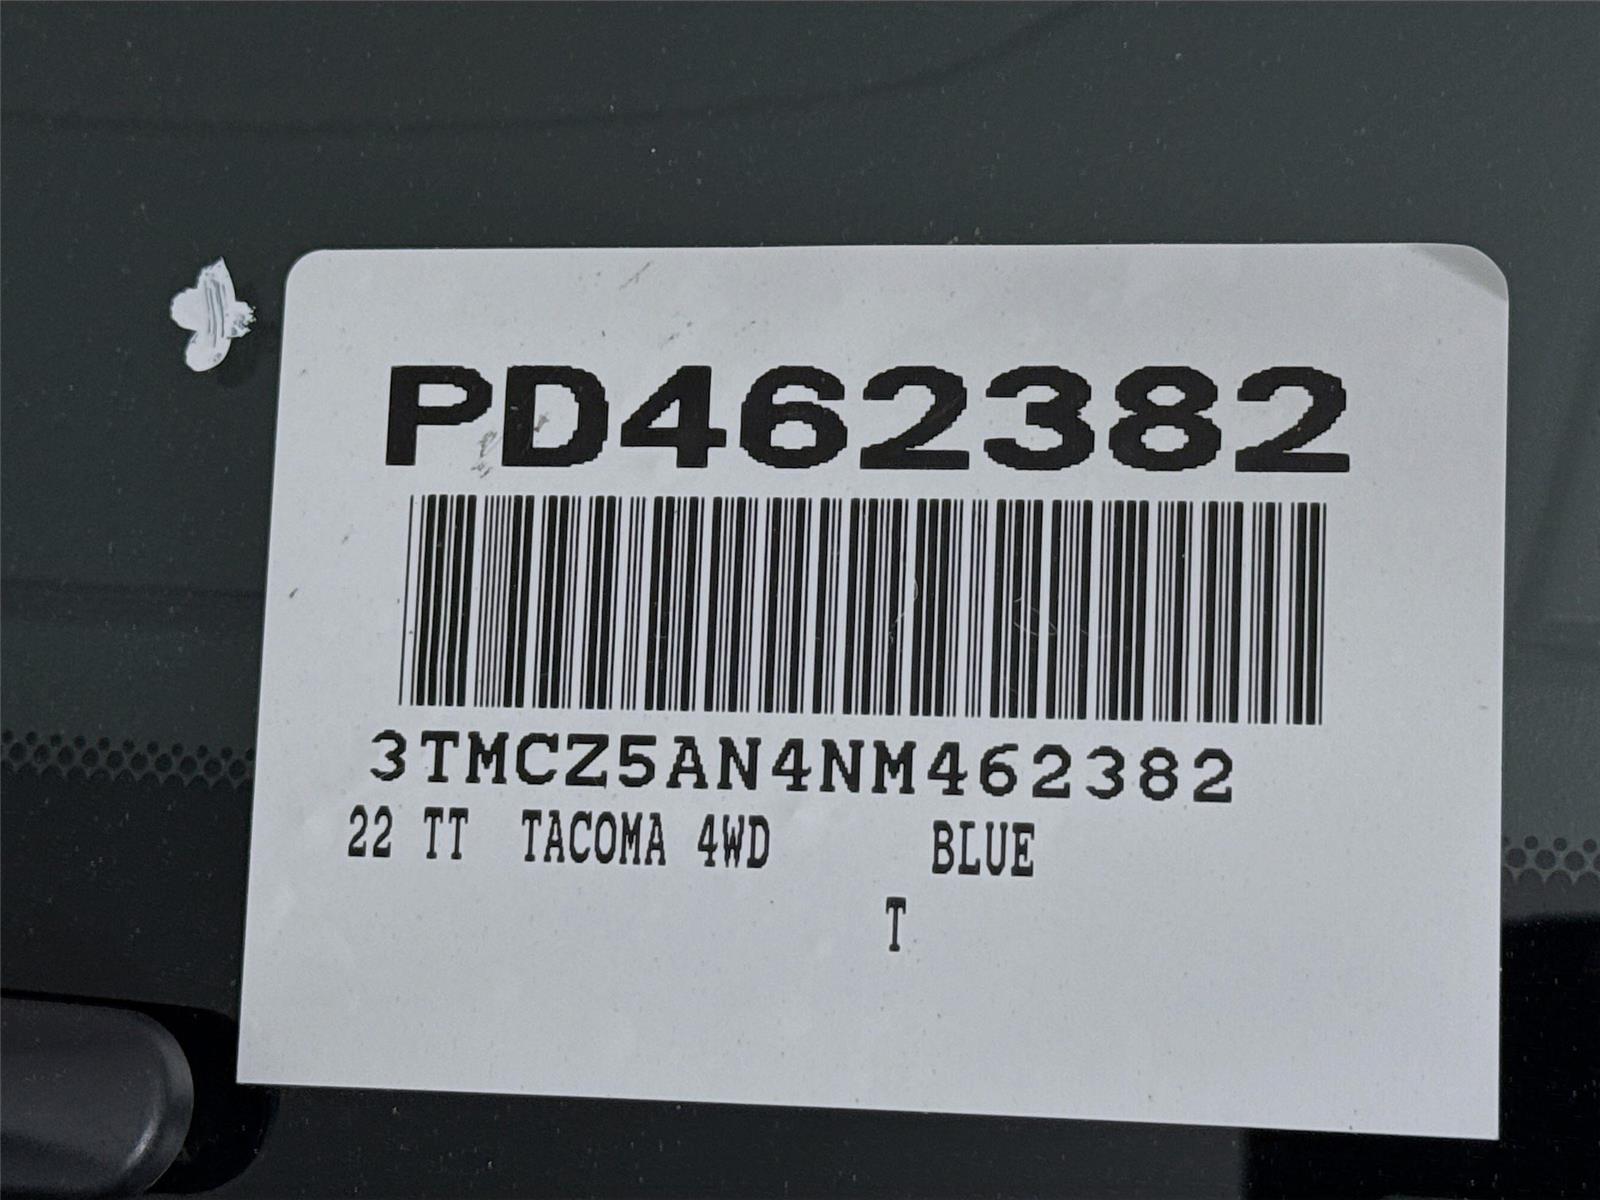 PD462382
3TMCZ5AN4NM462382
22 TT TACOMA 4WD BLUE
T